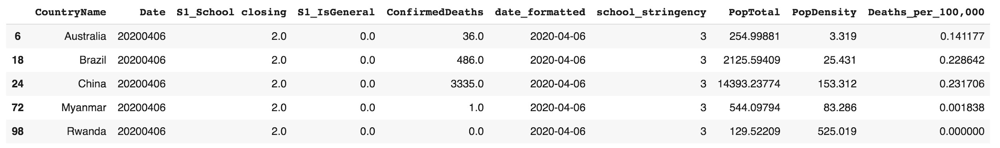 CountryName Date S1_School closing S1_IsGeneral ConfirmedDeaths date_formatted school_stringency PopTotal PopDensity Deaths_per_100,000
6 Australia 20200406 2.0 0.0 36.0 2020-04-06 3 254.99881 3.319 0.141177
18 Brazil 20200406 2.0 0.0 486.0 2020-04-06 3 2125.59409 25.431 0.228642
24 China 20200406 2.0 0.0 3335.0 2020-04-06 3 14393.23774 153.312 0.231706
72 Myanmar 20200406 2.0 0.0 1.0 2020-04-06 3 544.09794 83.286 0.001838
98 Rwanda 20200406 2.0 0.0 0.0 2020-04-06 3 129.52209 525.019 0.000000